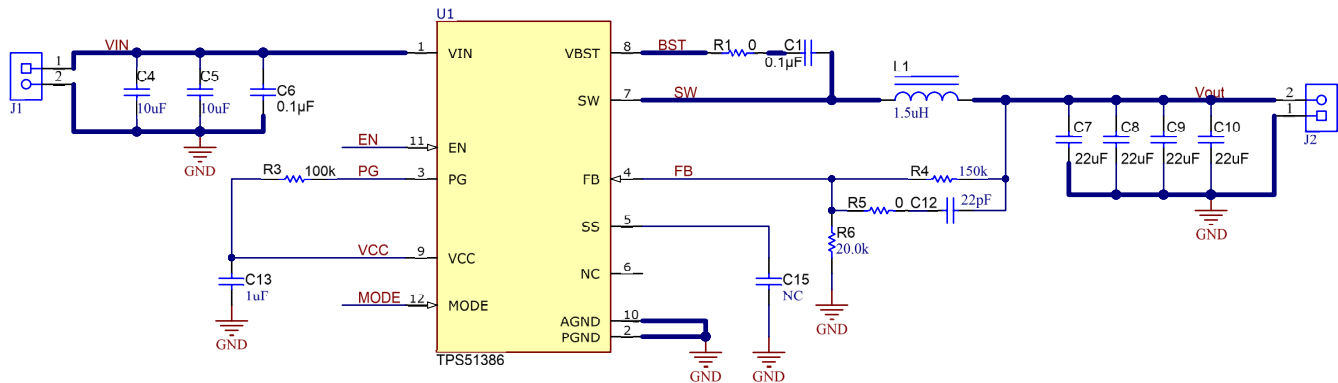 U1
VIN 1 VIN VBST 8 BST R1 0 C1
0.1µF
1
2
J1
C4
10uF
C5
10uF
C6
0.1µF
GND
SW 7 SW
L1
1.5uH
Vout
2
1
J2
C7
22uF
C8
22uF
C9
22uF
C10
22uF
GND
EN 11 EN
R3 100k PG 3 PG
FB 4 FB R4 150k
R5 0 C12 22pF
R6
20.0k
GND
SS 5
C15
NC
GND
VCC 9 VCC
C13
1uF
GND
NC 6
MODE 12 MODE
AGND 10
PGND 2
GND
TPS51386